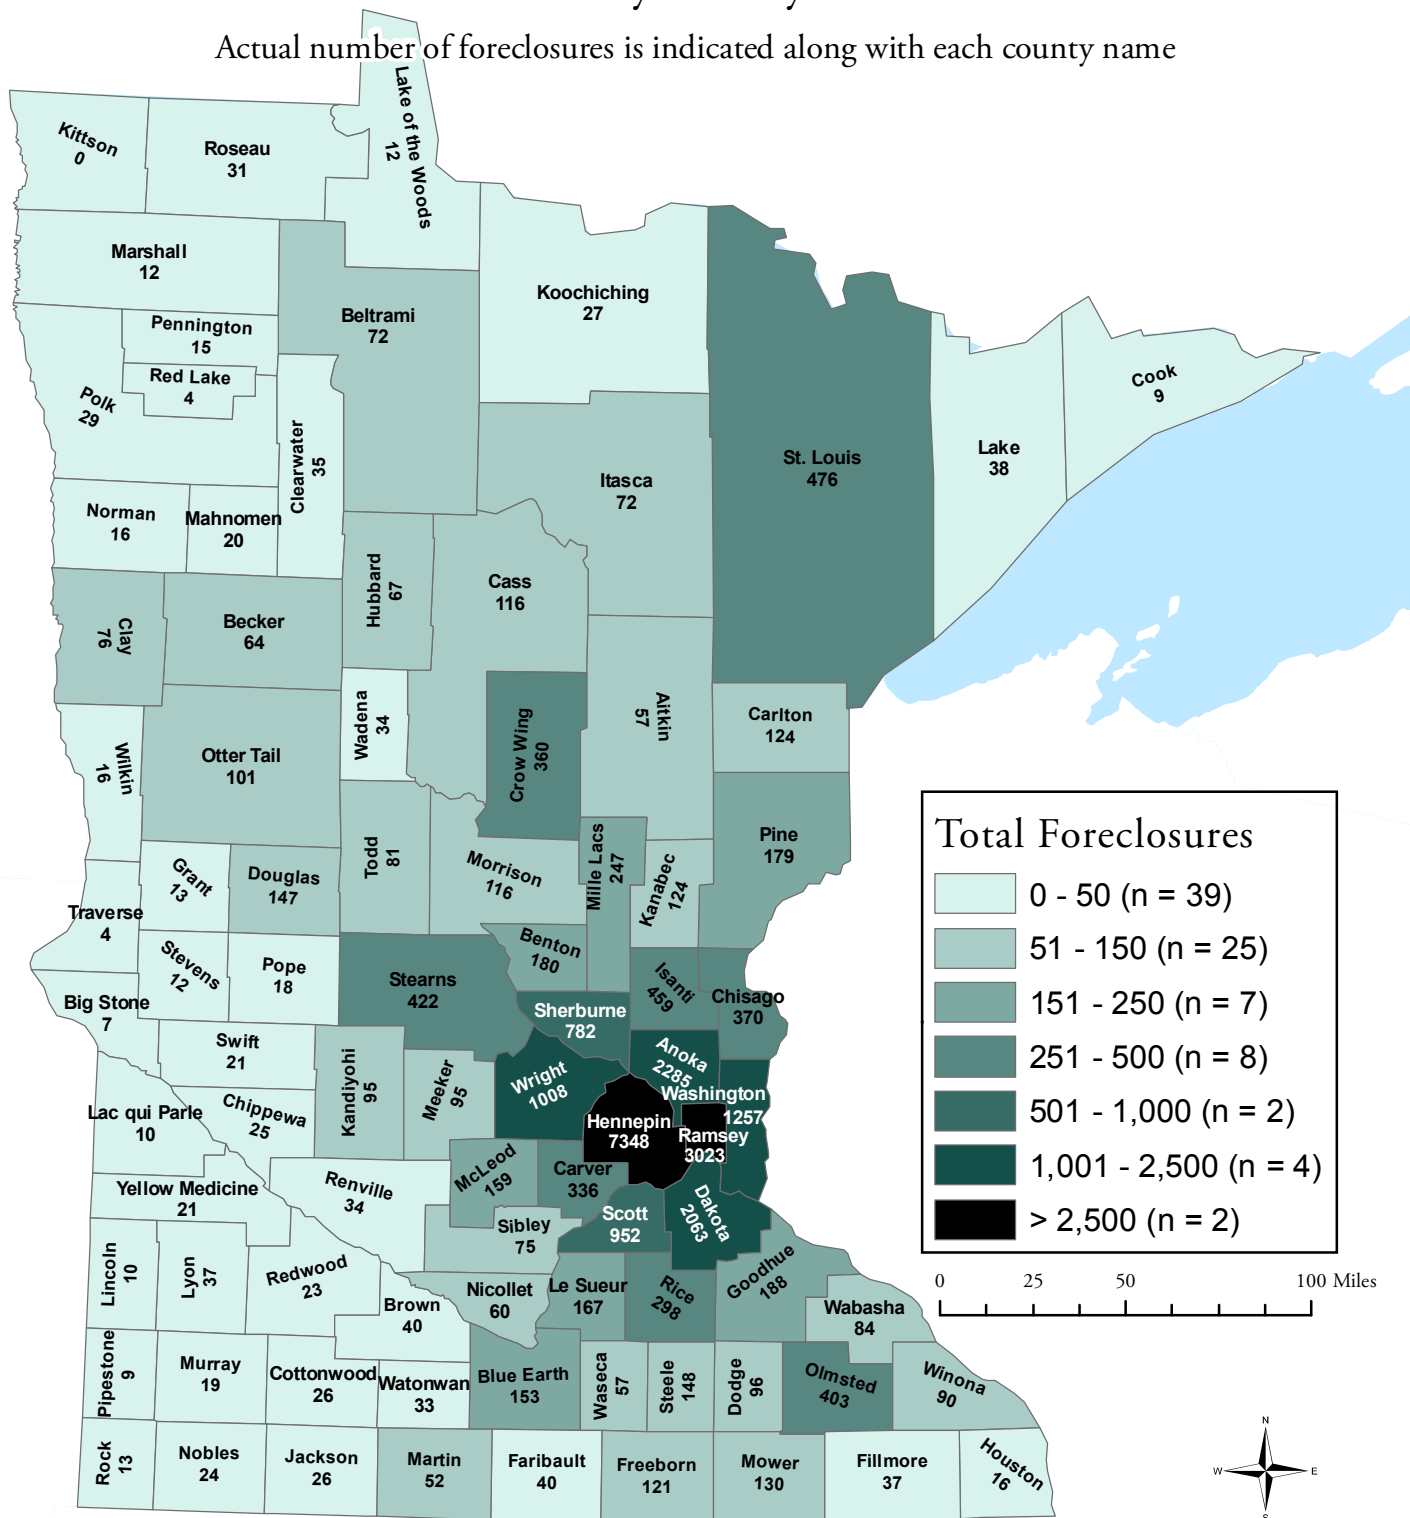 Actual number of foreclosures is indicated along with each county name
Kittson
0
Roseau
31
Lake of the Woods
12
Marshall
12
Koochiching
27
Beltrami
72
Pennington
15
Red Lake
4
Polk
29
Clearwater
35
Cook
9
Lake
38
St. Louis
476
Itasca
72
Norman
16
Mahnomen
20
Hubbard
67
Cass
116
Clay
76
Becker
64
Wadena
34
Crow Wing
360
Aitkin
57
Carlton
124
Wilkin
16
Otter Tail
101
Todd
81
Morrison
116
Mille Lacs
247
Kanabec
124
Pine
179
Grant
13
Douglas
147
Traverse
4
Stevens
12
Pope
18
Stearns
422
Benton
180
Isanti
459
Chisago
370
Big Stone
7
Sherburne
782
Swift
21
Kandiyohi
95
Meeker
95
Wright
1008
Anoka
2285
Washington
1257
Lac qui Parle
10
Chippewa
25
Hennepin
7348
Ramsey
3023
McLeod
159
Carver
336
Yellow Medicine
21
Renville
34
Sibley
75
Scott
952
Dakota
2063
Lincoln
10
Lyon
37
Redwood
23
Nicollet
60
Le Sueur
167
Rice
298
Goodhue
188
Brown
40
Wabasha
84
Pipestone
9
Murray
19
Cottonwood
26
Watonwan
33
Blue Earth
153
Waseca
57
Steele
148
Dodge
96
Olmsted
403
Winona
90
Rock
13
Nobles
24
Jackson
26
Martin
52
Faribault
40
Freeborn
121
Mower
130
Fillmore
37
Houston
16
Total Foreclosures
0 - 50 (n = 39)
51 - 150 (n = 25)
151 - 250 (n = 7)
251 - 500 (n = 8)
501 - 1,000 (n = 2)
1,001 - 2,500 (n = 4)
> 2,500 (n = 2)
0 25 50 100 Miles
N
W E
S